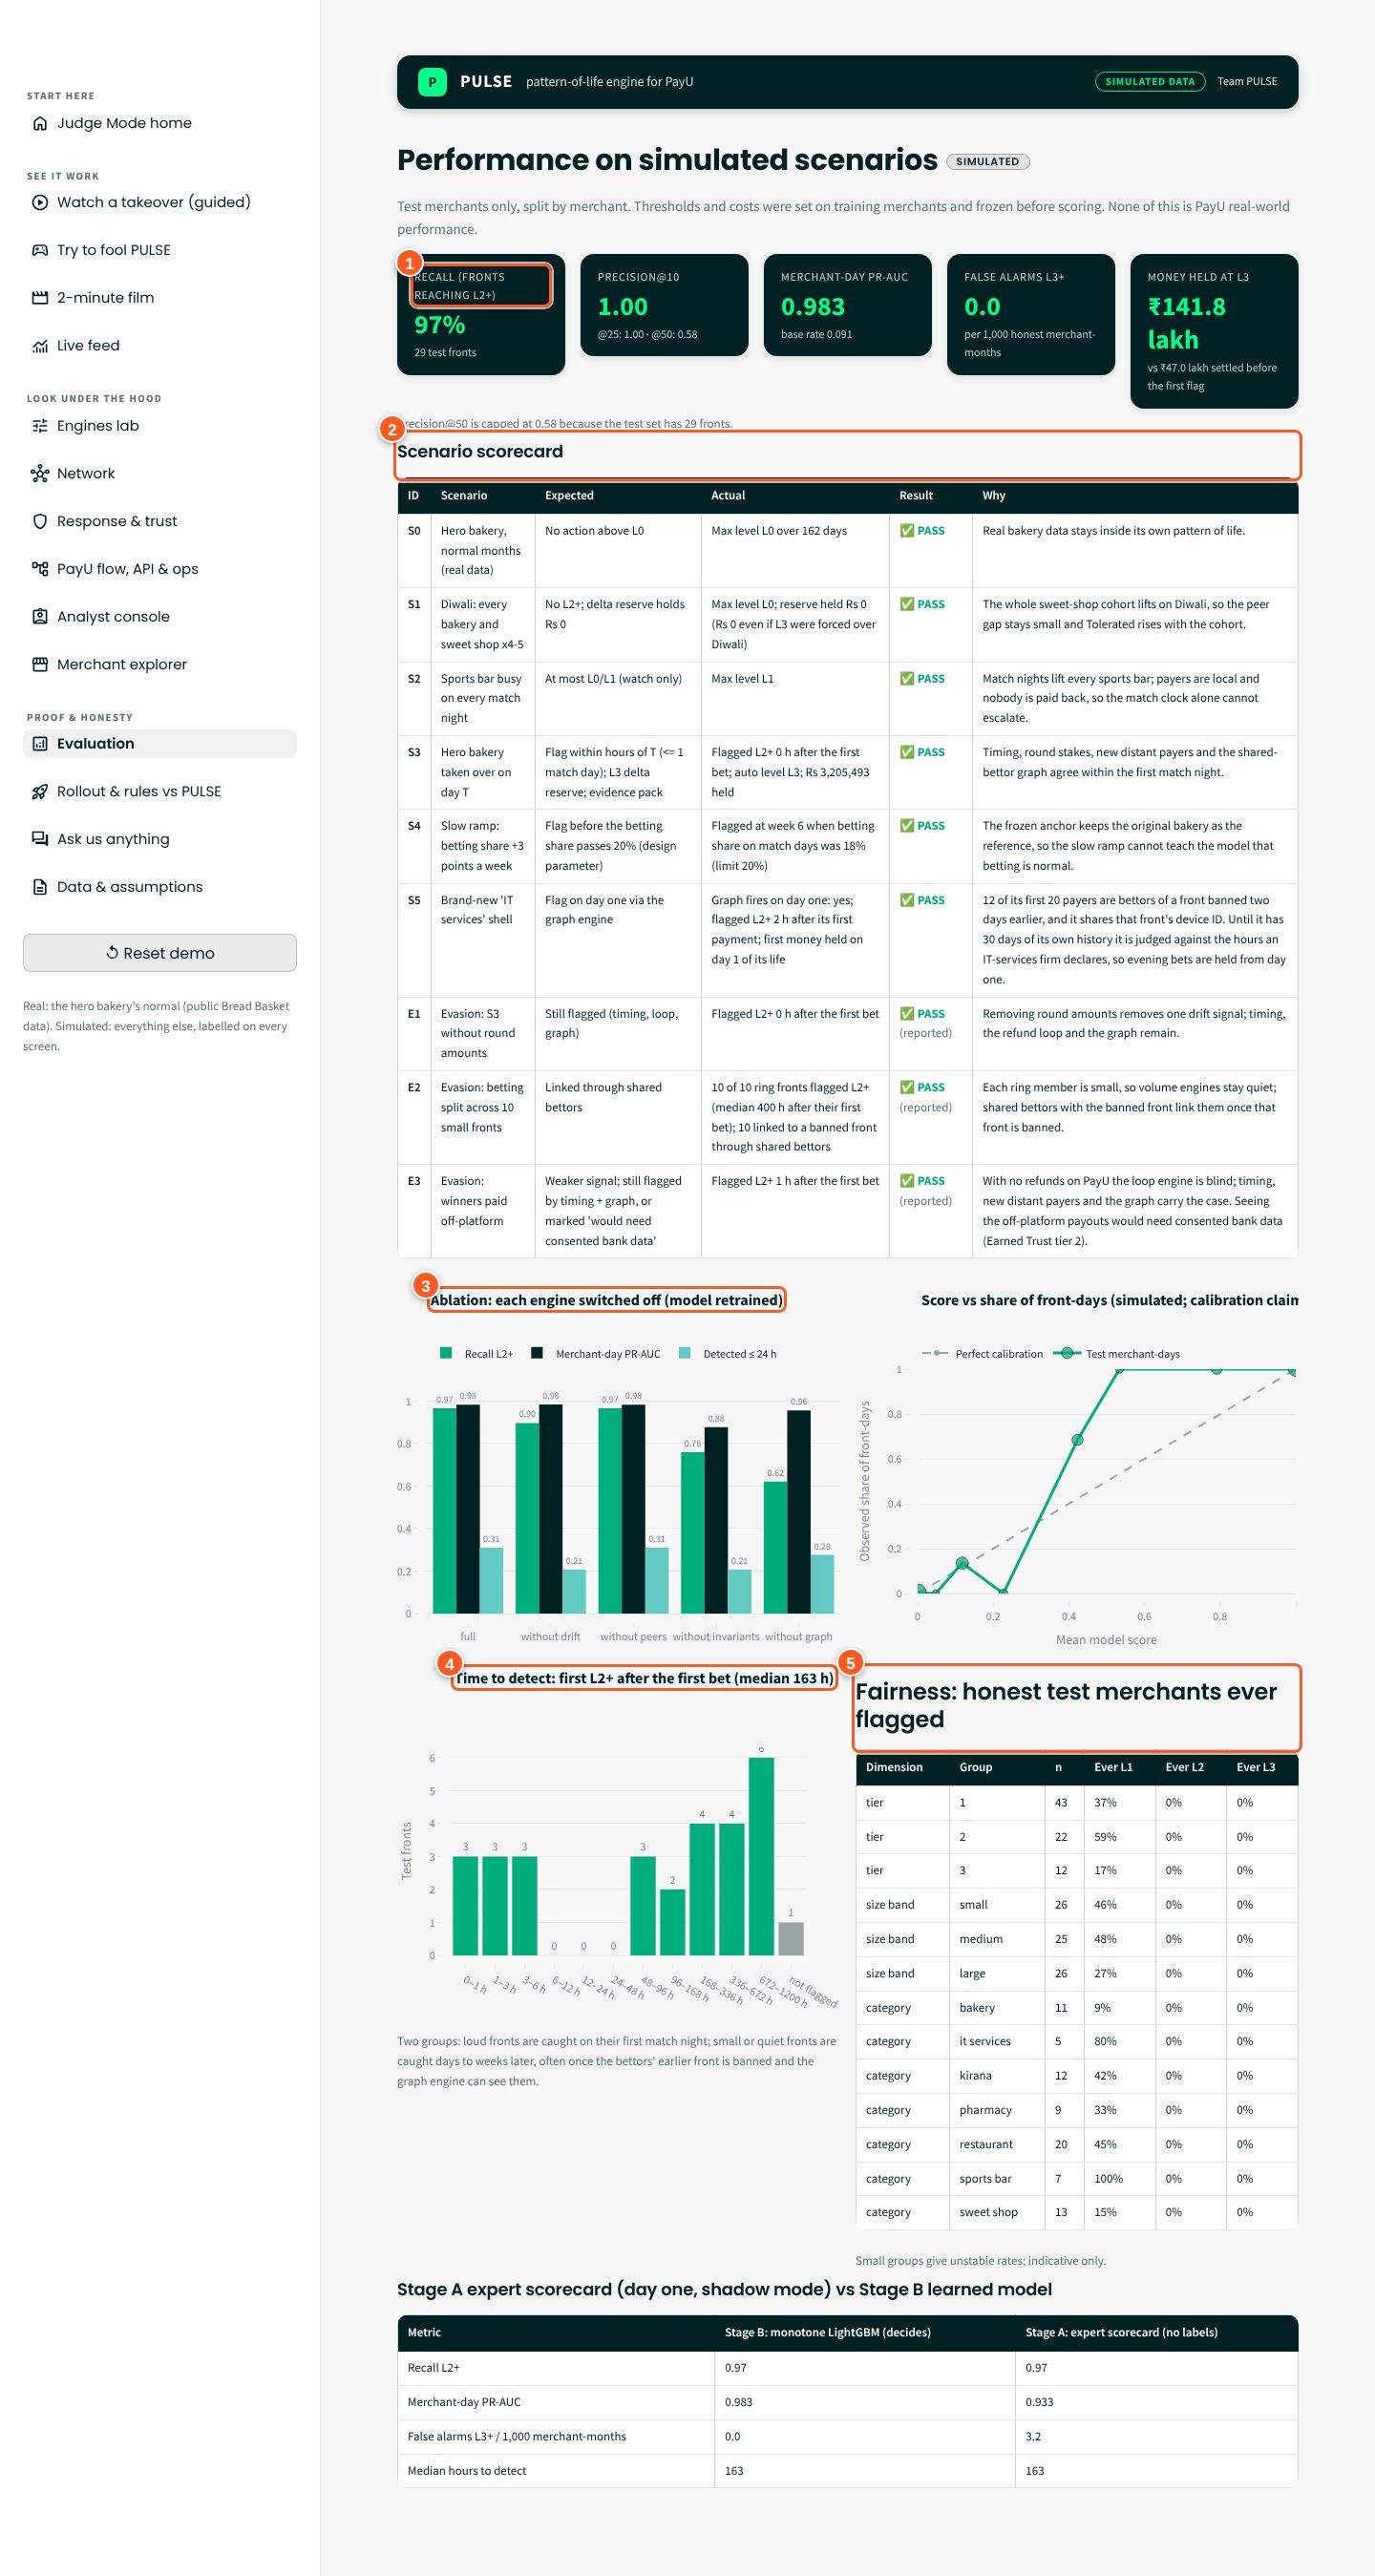 START HERE
Judge Mode home
SEE IT WORK
Watch a takeover (guided)
Try to fool PULSE
2-minute film
Live feed
LOOK UNDER THE HOOD
Engines lab
Network
Response & trust
PayU flow, API & ops
Analyst console
Merchant explorer
PROOF & HONESTY
Evaluation
Rollout & rules vs PULSE
Ask us anything
Data & assumptions
Reset demo
Real: the hero bakery's normal (public Bread Basket
data). Simulated: everything else, labelled on every
screen.
P PULSE pattern-of-life engine for PayU SIMULATED DATA Team PULSE
Performance on simulated scenarios SIMULATED
Test merchants only, split by merchant. Thresholds and costs were set on training merchants and frozen before scoring. None of this is PayU real-world
performance.
1
RECALL (FRONTS
REACHING L2+)
97%
29 test fronts
PRECISION@10
1.00
@25: 1.00 · @50: 0.58
MERCHANT-DAY PR-AUC
0.983
base rate 0.091
FALSE ALARMS L3+
0.0
per 1,000 honest merchant-
months
MONEY HELD AT L3
₹141.8
lakh
vs ₹47.0 lakh settled before
the first flag
2
recision@50 is capped at 0.58 because the test set has 29 fronts.
Scenario scorecard
ID Scenario Expected Actual Result Why
S0
Hero bakery,
normal months
(real data)
No action above L0
Max level L0 over 162 days
✅ PASS
Real bakery data stays inside its own pattern of life.
S1
Diwali: every
bakery and
sweet shop x4-5
No L2+; delta reserve holds
Rs 0
Max level L0; reserve held Rs 0
(Rs 0 even if L3 were forced over
Diwali)
✅ PASS
The whole sweet-shop cohort lifts on Diwali, so the peer
gap stays small and Tolerated rises with the cohort.
S2
Sports bar busy
on every match
night
At most L0/L1 (watch only)
Max level L1
✅ PASS
Match nights lift every sports bar; payers are local and
nobody is paid back, so the match clock alone cannot
escalate.
S3
Hero bakery
taken over on
day T
Flag within hours of T (<= 1
match day); L3 delta
reserve; evidence pack
Flagged L2+ 0 h after the first
bet; auto level L3; Rs 3,205,493
held
✅ PASS
Timing, round stakes, new distant payers and the shared-
bettor graph agree within the first match night.
S4
Slow ramp:
betting share +3
points a week
Flag before the betting
share passes 20% (design
parameter)
Flagged at week 6 when betting
share on match days was 18%
(limit 20%)
✅ PASS
The frozen anchor keeps the original bakery as the
reference, so the slow ramp cannot teach the model that
betting is normal.
S5
Brand-new 'IT
services' shell
Flag on day one via the
graph engine
Graph fires on day one: yes;
flagged L2+ 2 h after its first
payment; first money held on
day 1 of its life
✅ PASS
12 of its first 20 payers are bettors of a front banned two
days earlier, and it shares that front's device ID. Until it has
30 days of its own history it is judged against the hours an
IT-services firm declares, so evening bets are held from day
one.
E1
Evasion: S3
without round
amounts
Still flagged (timing, loop,
graph)
Flagged L2+ 0 h after the first bet
✅ PASS
(reported)
Removing round amounts removes one drift signal; timing,
the refund loop and the graph remain.
E2
Evasion: betting
split across 10
small fronts
Linked through shared
bettors
10 of 10 ring fronts flagged L2+
(median 400 h after their first
bet); 10 linked to a banned front
through shared bettors
✅ PASS
(reported)
Each ring member is small, so volume engines stay quiet;
shared bettors with the banned front link them once that
front is banned.
E3
Evasion:
winners paid
off-platform
Weaker signal; still flagged
by timing + graph, or
marked 'would need
consented bank data'
Flagged L2+ 1 h after the first bet
✅ PASS
(reported)
With no refunds on PayU the loop engine is blind; timing,
new distant payers and the graph carry the case. Seeing
the off-platform payouts would need consented bank data
(Earned Trust tier 2).
3
Ablation: each engine switched off (model retrained)
Recall L2+ Merchant-day PR-AUC Detected ≤ 24 h
1
0.8
0.6
0.4
0.2
0
0.97 0.98 0.31
0.90 0.98 0.21
0.97 0.98 0.31
0.76 0.88 0.21
0.62 0.96 0.28
full without drift without peers without invariants without graph
Score vs share of front-days (simulated; calibration claim
Perfect calibration Test merchant-days
Observed share of front-days
1
0.8
0.6
0.4
0.2
0
0 0.2 0.4 0.6 0.8
Mean model score
4
Time to detect: first L2+ after the first bet (median 163 h)
Test fronts
6
5
4
3
2
1
0
3 3 3 0 0 0 3 2 4 4 6 1
0–1 h 1–3 h 3–6 h 6–12 h 12–24 h 24–48 h 48–96 h 96–168 h 168–336 h 336–672 h 672–1200 h not flagged
Two groups: loud fronts are caught on their first match night; small or quiet fronts are
caught days to weeks later, often once the bettors' earlier front is banned and the
graph engine can see them.
5
Fairness: honest test merchants ever
flagged
Dimension Group n Ever L1 Ever L2 Ever L3
tier 1 43 37% 0% 0%
tier 2 22 59% 0% 0%
tier 3 12 17% 0% 0%
size band small 26 46% 0% 0%
size band medium 25 48% 0% 0%
size band large 26 27% 0% 0%
category bakery 11 9% 0% 0%
category it services 5 80% 0% 0%
category kirana 12 42% 0% 0%
category pharmacy 9 33% 0% 0%
category restaurant 20 45% 0% 0%
category sports bar 7 100% 0% 0%
category sweet shop 13 15% 0% 0%
Small groups give unstable rates; indicative only.
Stage A expert scorecard (day one, shadow mode) vs Stage B learned model
Metric Stage B: monotone LightGBM (decides) Stage A: expert scorecard (no labels)
Recall L2+ 0.97 0.97
Merchant-day PR-AUC 0.983 0.933
False alarms L3+ / 1,000 merchant-months 0.0 3.2
Median hours to detect 163 163